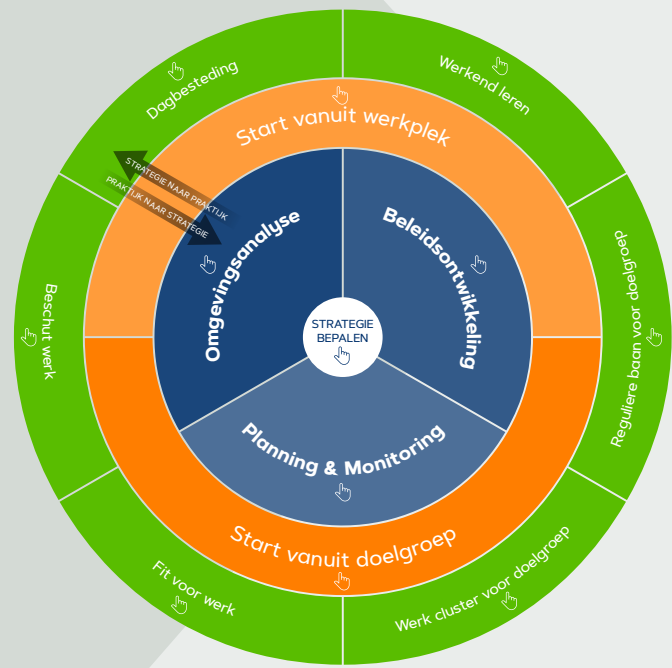 Dagbesteding
Werkend leren
Start vanuit werkplek
STRATEGIE NAAR PRAKTIJK
PRAKTIJK NAAR STRATEGIE
Omgevingsanalyse
Beleidsontwikkeling
Reguliere baan voor doelgroep
Beschut werk
STRATEGIE
BEPALEN
Planning & Monitoring
Start vanuit doelgroep
Fit voor werk
Werk cluster voor doelgroep